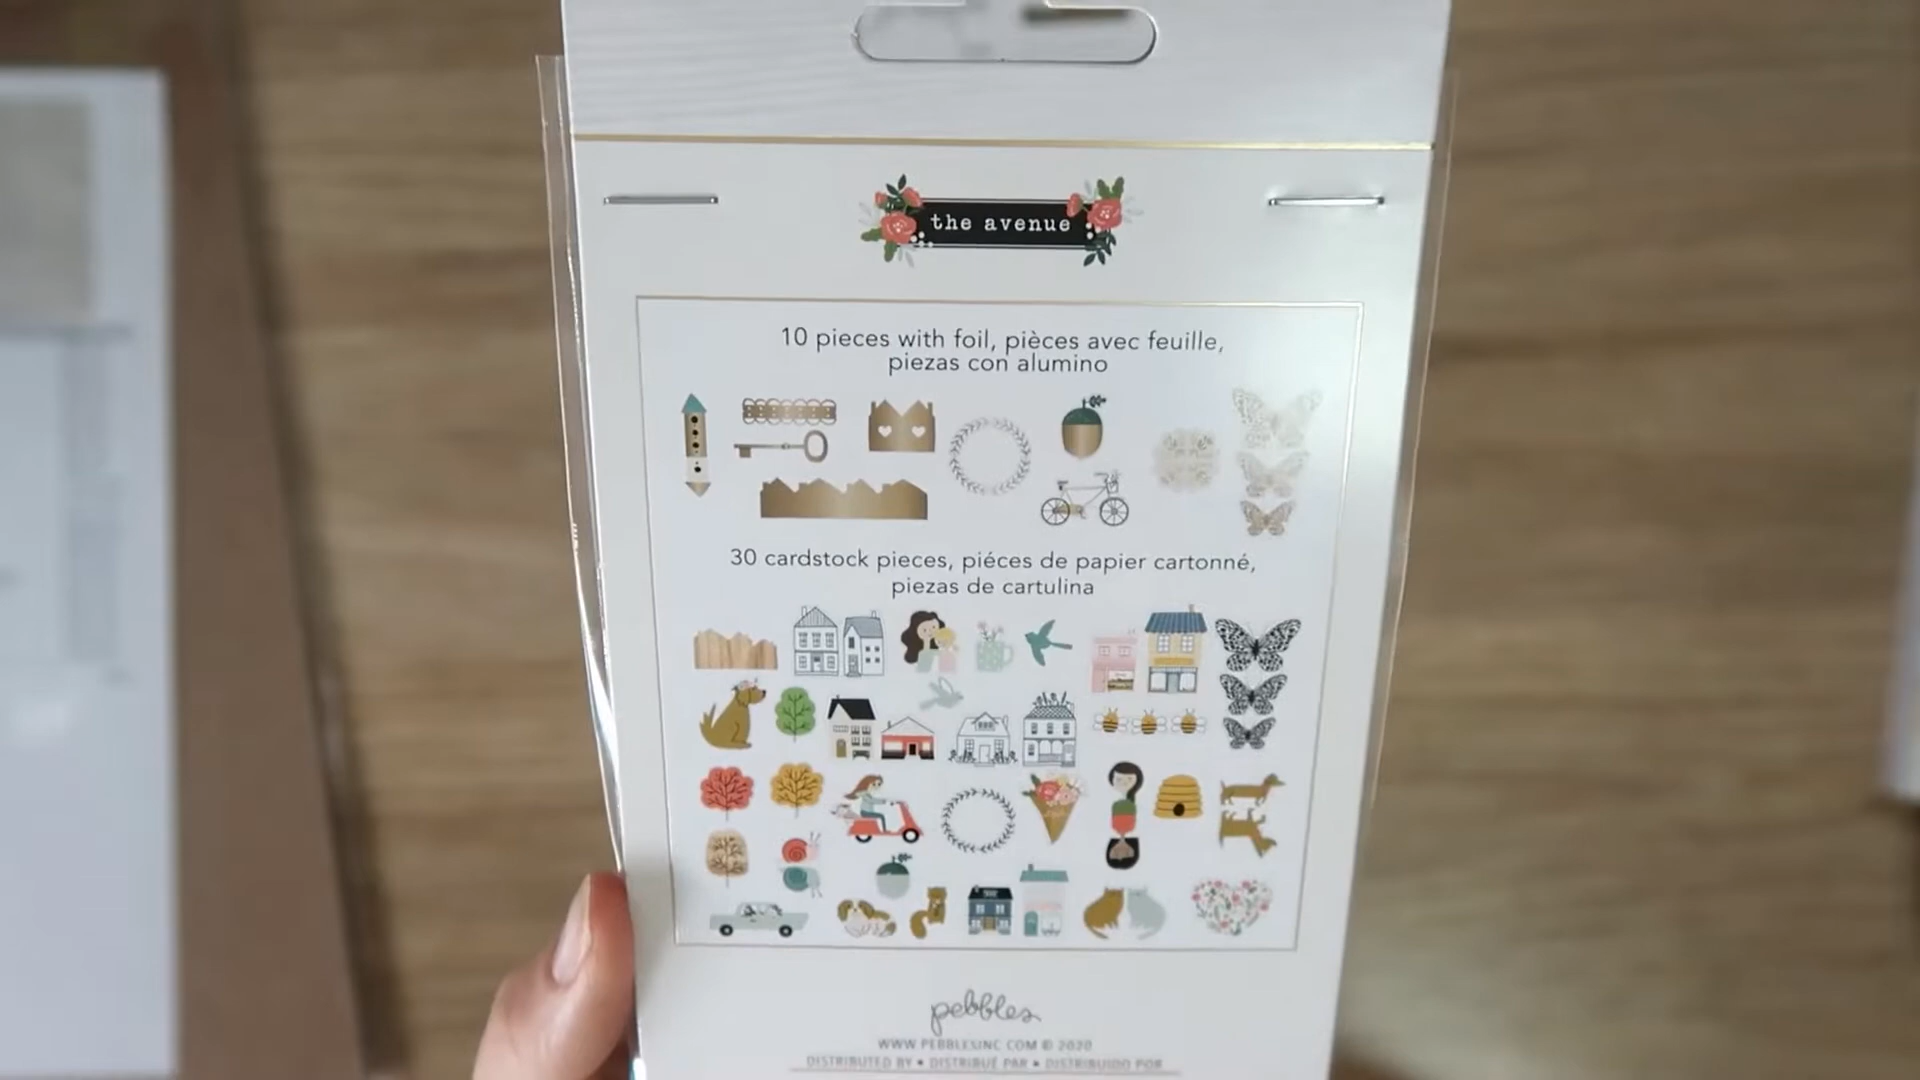 the avenue
10 pieces with foil, pièces avec feuille,
piezas con alumino
30 cardstock pieces, piéces de papier cartonné,
piezas de cartulina
pebbles
WWW.PEBBLESINC.COM © 2020
DISTRIBUTED BY • DISTRIBUÉ PAR • DISTRIBUIDO POR